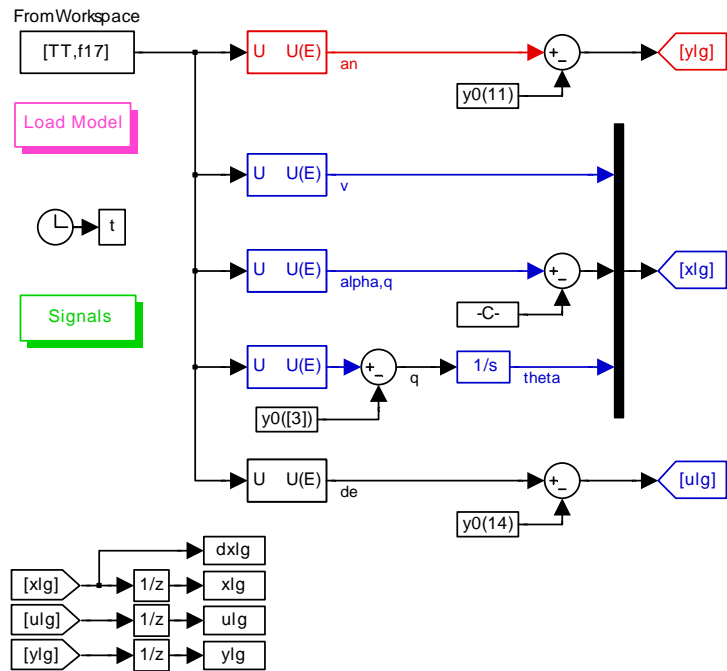 FromWorkspace
[TT,f17]
U U(E)
an
+
−
[ylg]
y0(11)
Load Model
U U(E)
v
t
U U(E)
alpha,q
+
−
[xlg]
-C-
Signals
U U(E)
+
−
q
1/s
theta
y0([3])
U U(E)
de
+
−
[ulg]
y0(14)
dxlg
[xlg] 1/z xlg
[ulg] 1/z ulg
[ylg] 1/z ylg